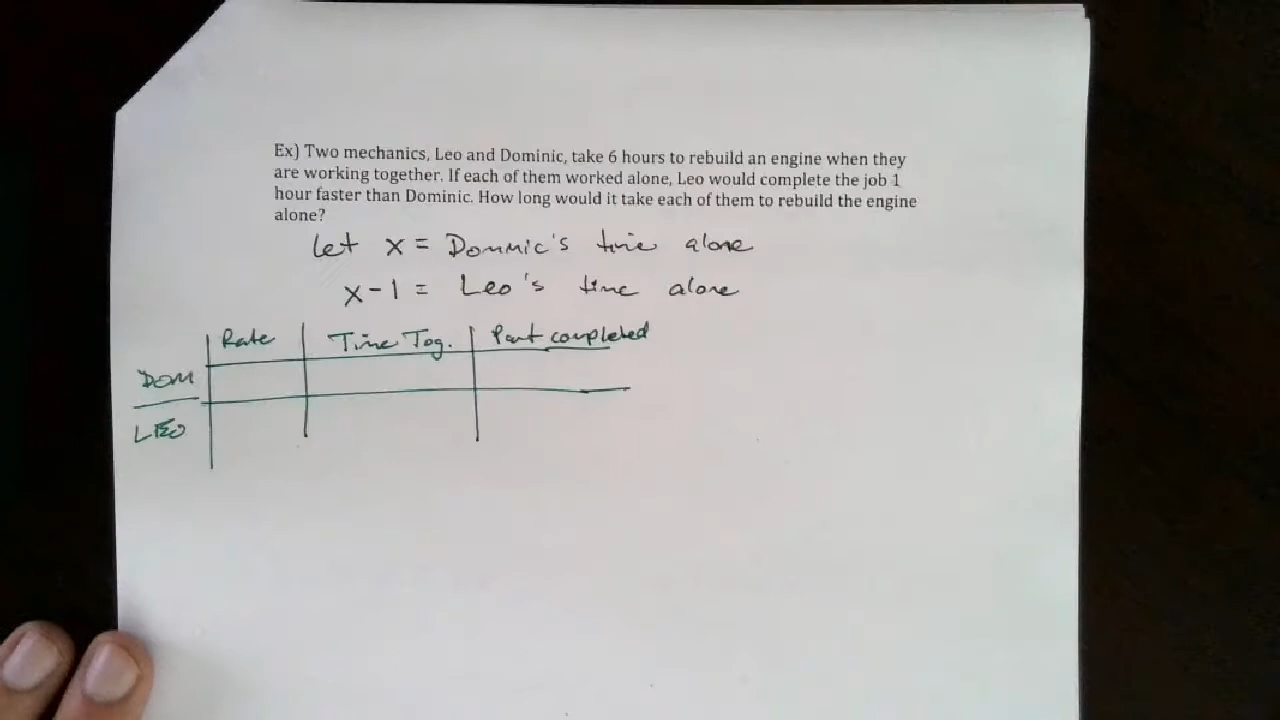 Ex) Two mechanics, Leo and Dominic, take 6 hours to rebuild an engine when they
are working together. If each of them worked alone, Leo would complete the job 1
hour faster than Dominic. How long would it take each of them to rebuild the engine
alone?
Let x = Dominic's time alone
x-1 = Leo's time alone
Rate Time Tog. Part completed
DOM
LEO